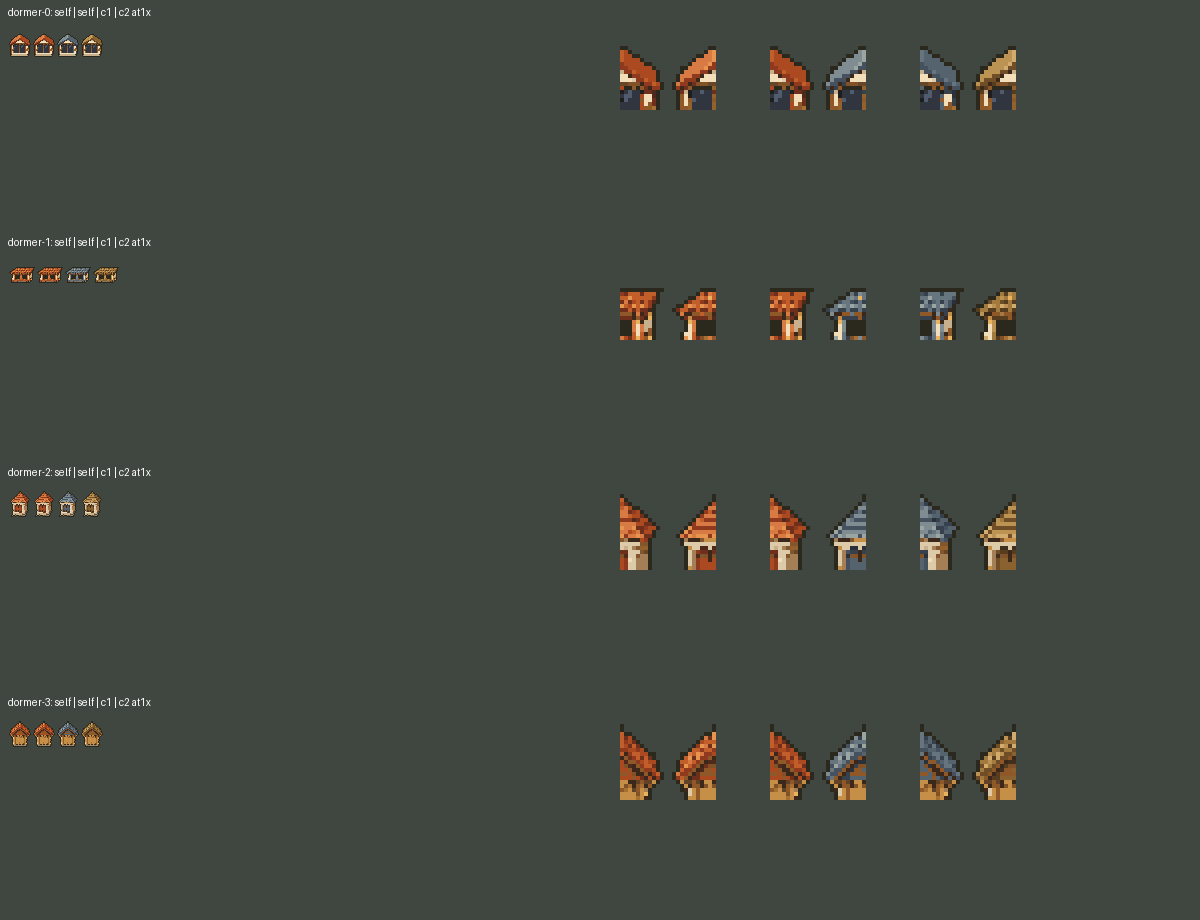 dormer-0: self | self | c1 | c2 at1x
dormer-1: self | self | c1 | c2 at1x
dormer-2: self | self | c1 | c2 at1x
dormer-3: self | self | c1 | c2 at1x